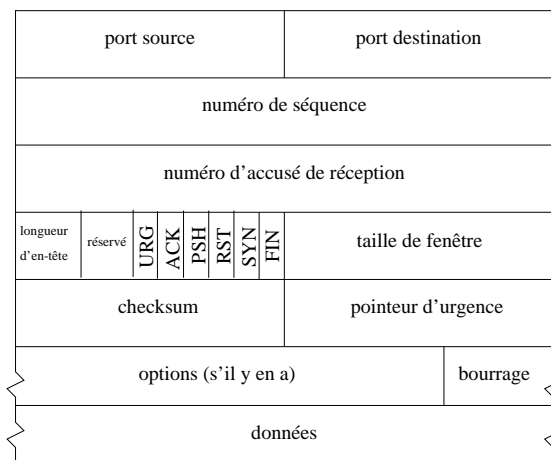 port source port destination
numéro de séquence
numéro d'accusé de réception
longueur d'en-tête réservé URG ACK PSH RST SYN FIN taille de fenêtre
checksum pointeur d'urgence
options (s'il y en a) bourrage
données